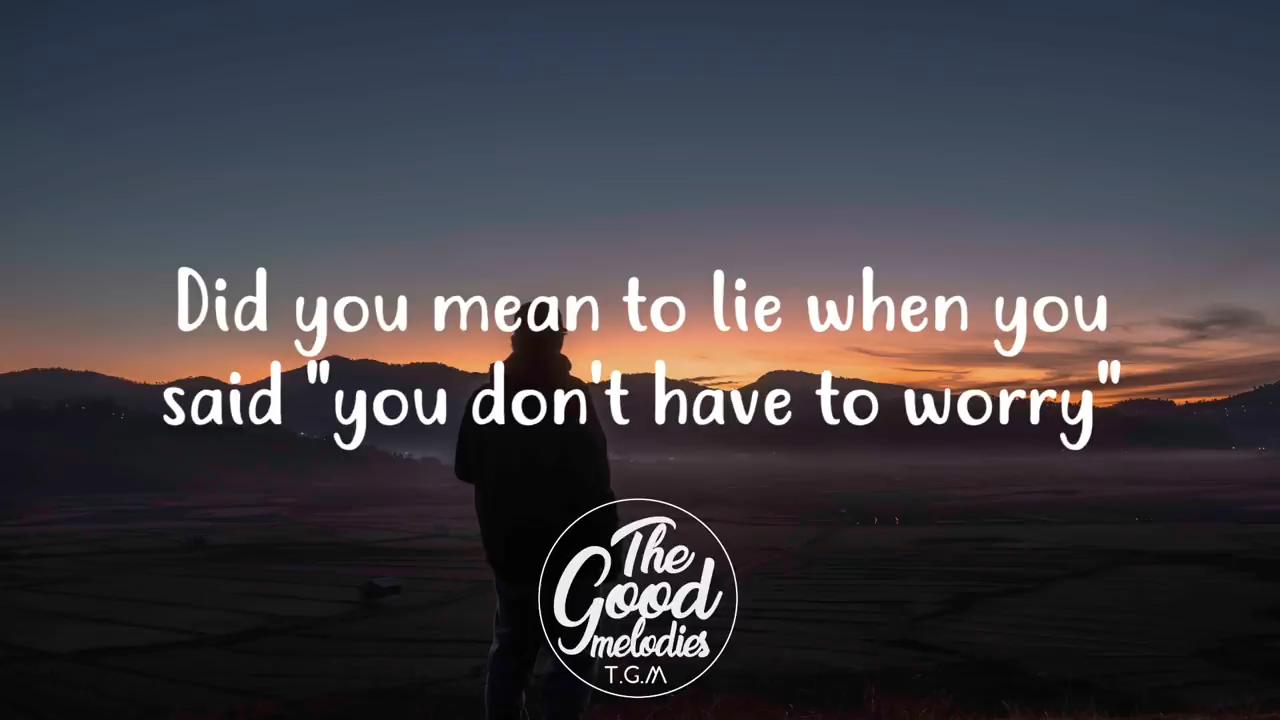 Did you mean to lie when you
said "you don't have to worry"
The
Good
melodies
T.G.M